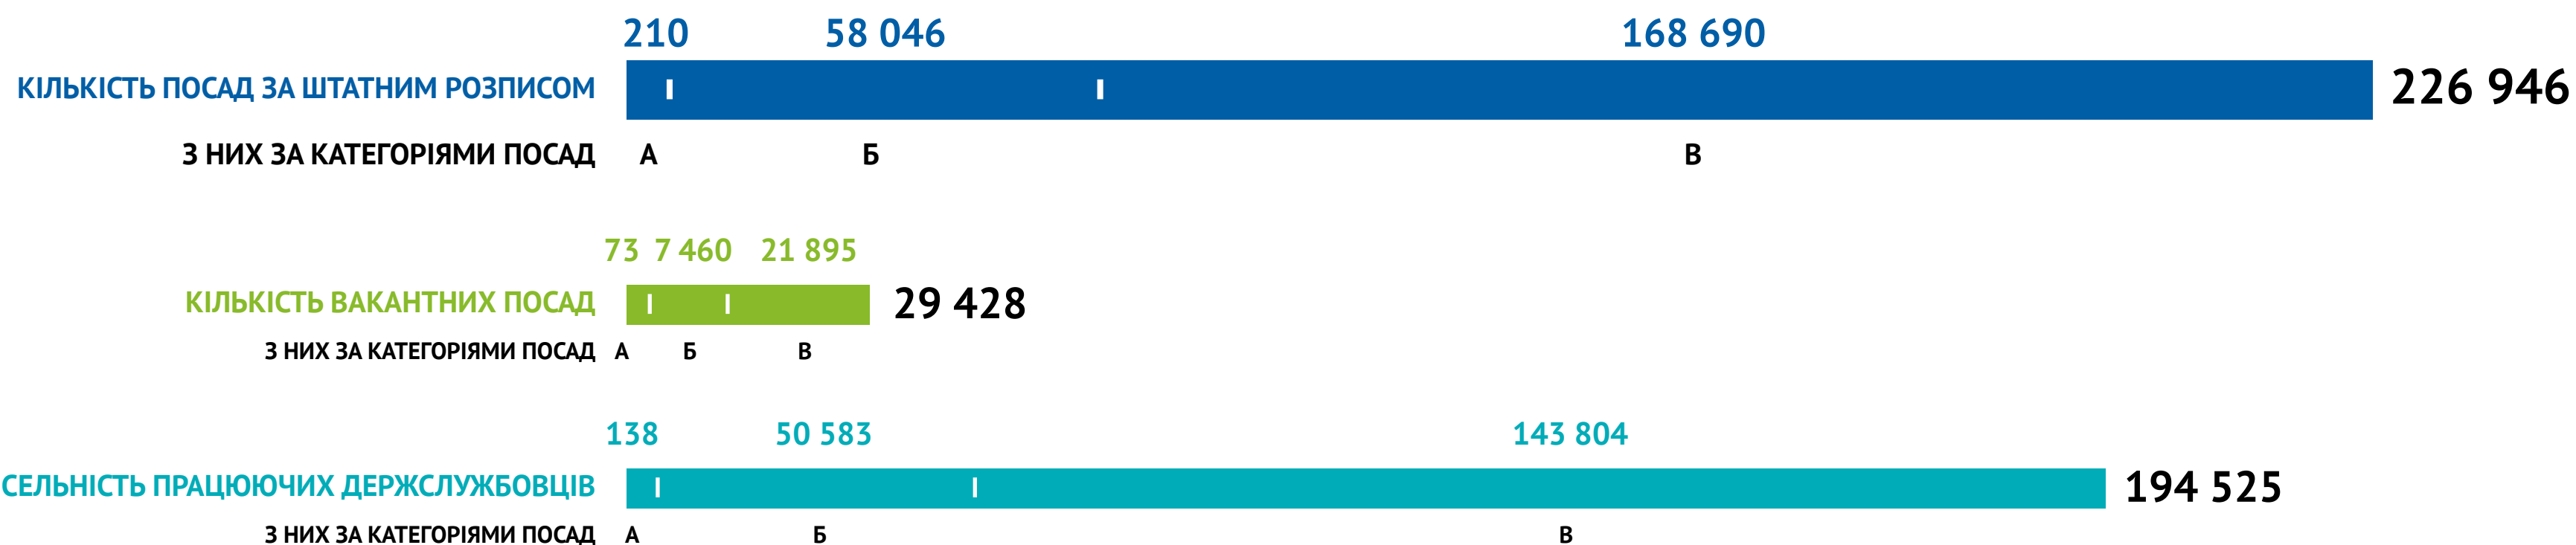 210 58 046 168 690
КІЛЬКІСТЬ ПОСАД ЗА ШТАТНИМ РОЗПИСОМ 226 946
З НИХ ЗА КАТЕГОРІЯМИ ПОСАД А Б В
73 7 460 21 895
КІЛЬКІСТЬ ВАКАНТНИХ ПОСАД 29 428
З НИХ ЗА КАТЕГОРІЯМИ ПОСАД А Б В
138 50 583 143 804
СЕЛЬНІСТЬ ПРАЦЮЮЧИХ ДЕРЖСЛУЖБОВЦІВ 194 525
З НИХ ЗА КАТЕГОРІЯМИ ПОСАД А Б В